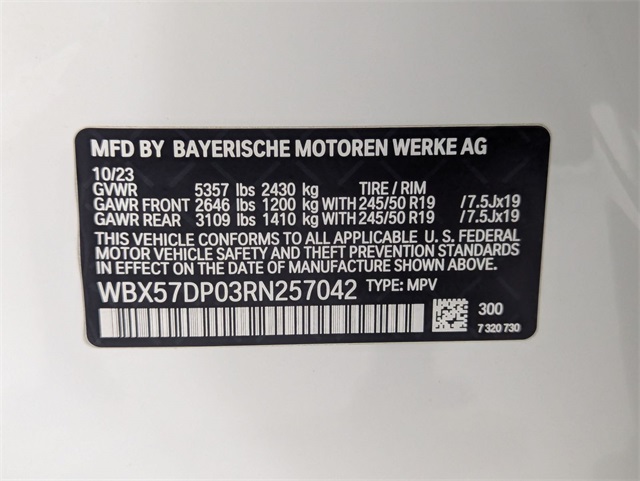 MFD BY BAYERISCHE MOTOREN WERKE AG
10/23
GVWR 5357 lbs 2430 kg TIRE / RIM
GAWR FRONT 2646 lbs 1200 kg WITH 245/50 R19 /7.5Jx19
GAWR REAR 3109 lbs 1410 kg WITH 245/50 R19 /7.5Jx19
THIS VEHICLE CONFORMS TO ALL APPLICABLE U. S. FEDERAL
MOTOR VEHICLE SAFETY AND THEFT PREVENTION STANDARDS
IN EFFECT ON THE DATE OF MANUFACTURE SHOWN ABOVE.
WBX57DP03RN257042 TYPE: MPV
300
7 320 730